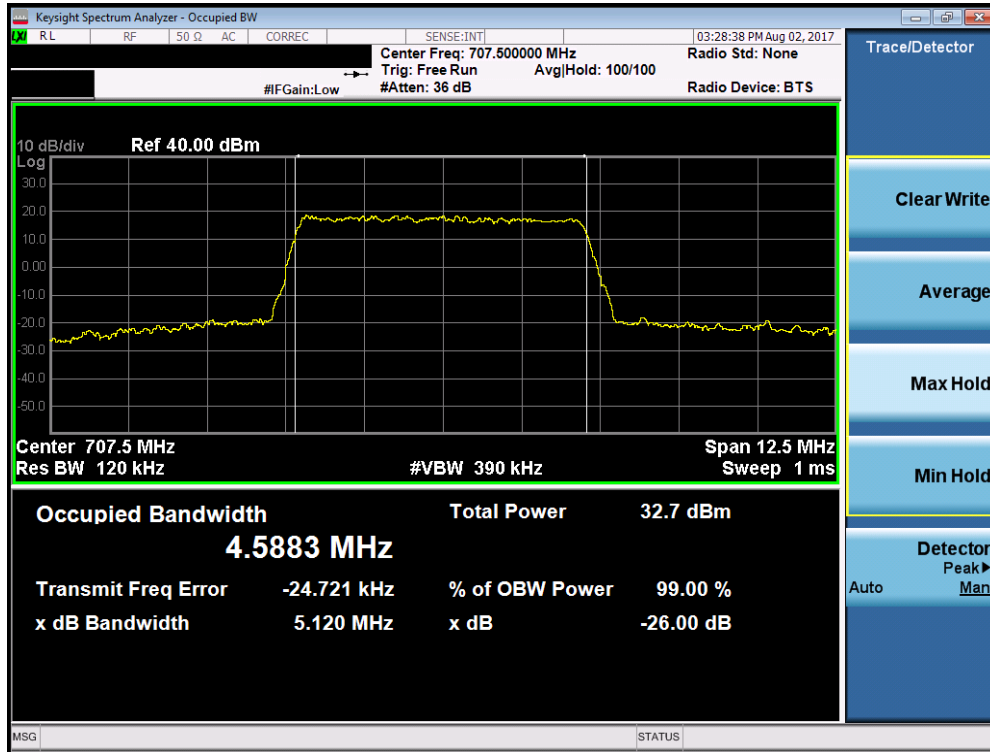 Keysight Spectrum Analyzer - Occupied BW
LXI RL RF 50 Ω AC CORREC SENSE:INT 03:28:38 PM Aug 02, 2017
Center Freq: 707.500000 MHz Radio Std: None
Trig: Free Run Avg|Hold: 100/100
#IFGain:Low #Atten: 36 dB Radio Device: BTS
Trace/Detector
10 dB/div Ref 40.00 dBm
Log
30.0
20.0
10.0
0.00
-10.0
-20.0
-30.0
-40.0
-50.0
Center 707.5 MHz Span 12.5 MHz
Res BW 120 kHz #VBW 390 kHz Sweep 1 ms
Occupied Bandwidth Total Power 32.7 dBm
4.5883 MHz
Transmit Freq Error -24.721 kHz % of OBW Power 99.00 %
x dB Bandwidth 5.120 MHz x dB -26.00 dB
Clear Write
Average
Max Hold
Min Hold
Detector
Peak▶
Auto Man
MSG STATUS